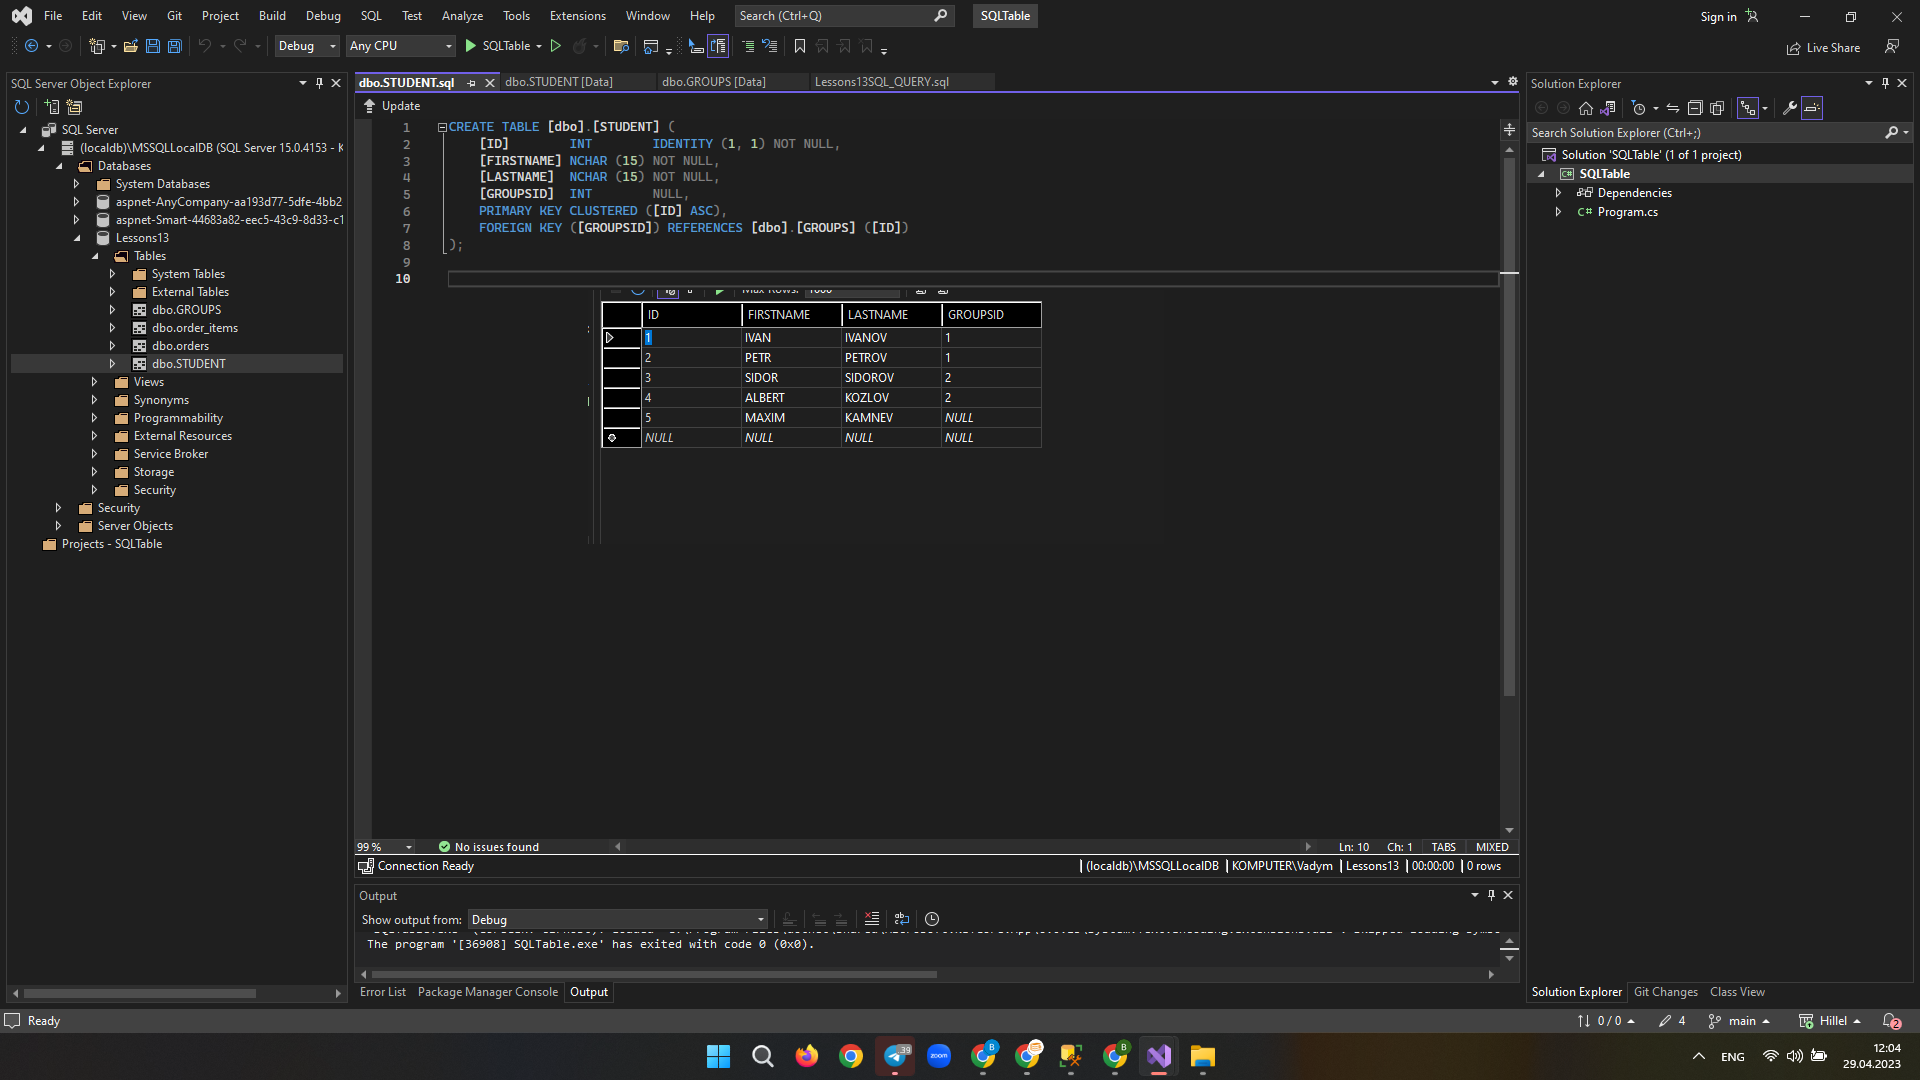 File Edit View Git Project Build Debug SQL Test Analyze Tools Extensions Window Help Search (Ctrl+Q) SQLTable Sign in
Debug Any CPU SQLTable Live Share
SQL Server Object Explorer
SQL Server
(localdb)\MSSQLLocalDB (SQL Server 15.0.4153 - K
Databases
System Databases
aspnet-AnyCompany-aa193d77-5dfe-4bb2
aspnet-Smart-44683a82-eec5-43c9-8d33-c1
Lessons13
Tables
System Tables
External Tables
dbo.GROUPS
dbo.order_items
dbo.orders
dbo.STUDENT
Views
Synonyms
Programmability
External Resources
Service Broker
Storage
Security
Security
Server Objects
Projects - SQLTable
dbo.STUDENT.sql dbo.STUDENT [Data] dbo.GROUPS [Data] Lessons13SQL_QUERY.sql
Update
1 CREATE TABLE [dbo].[STUDENT] (
2 [ID] INT IDENTITY (1, 1) NOT NULL,
3 [FIRSTNAME] NCHAR (15) NOT NULL,
4 [LASTNAME] NCHAR (15) NOT NULL,
5 [GROUPSID] INT NULL,
6 PRIMARY KEY CLUSTERED ([ID] ASC),
7 FOREIGN KEY ([GROUPSID]) REFERENCES [dbo].[GROUPS] ([ID])
8 );
9
10
Max Rows: 1000
ID FIRSTNAME LASTNAME GROUPSID
1 IVAN IVANOV 1
2 PETR PETROV 1
3 SIDOR SIDOROV 2
4 ALBERT KOZLOV 2
5 MAXIM KAMNEV NULL
NULL NULL NULL NULL
99 % No issues found Ln: 10 Ch: 1 TABS MIXED
Connection Ready (localdb)\MSSQLLocalDB KOMPUTER\Vadym Lessons13 00:00:00 0 rows
Output
Show output from: Debug
The program '[36908] SQLTable.exe' has exited with code 0 (0x0).
Error List Package Manager Console Output
Solution Explorer
Search Solution Explorer (Ctrl+;)
Solution 'SQLTable' (1 of 1 project)
C# SQLTable
Dependencies
C# Program.cs
Solution Explorer Git Changes Class View
Ready 0 / 0 4 main Hillel 2
39 zoom B B ENG 12:04
29.04.2023